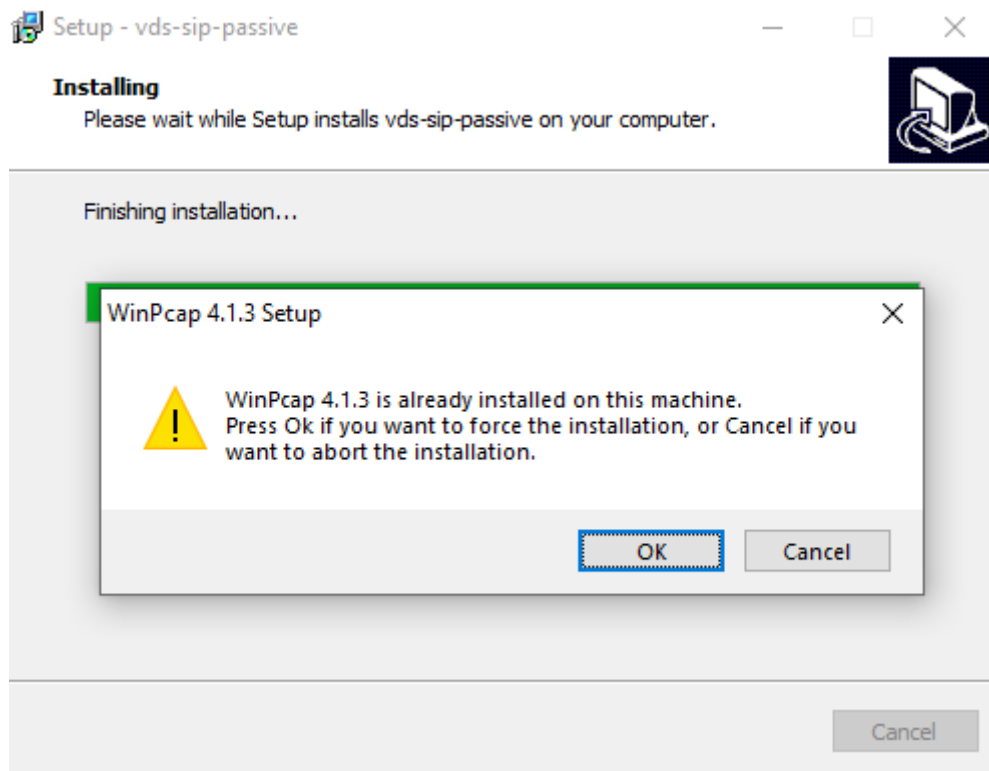 Setup - vds-sip-passive
Installing
Please wait while Setup installs vds-sip-passive on your computer.
Finishing installation...
WinPcap 4.1.3 Setup
WinPcap 4.1.3 is already installed on this machine.
Press Ok if you want to force the installation, or Cancel if you
want to abort the installation.
OK
Cancel
Cancel